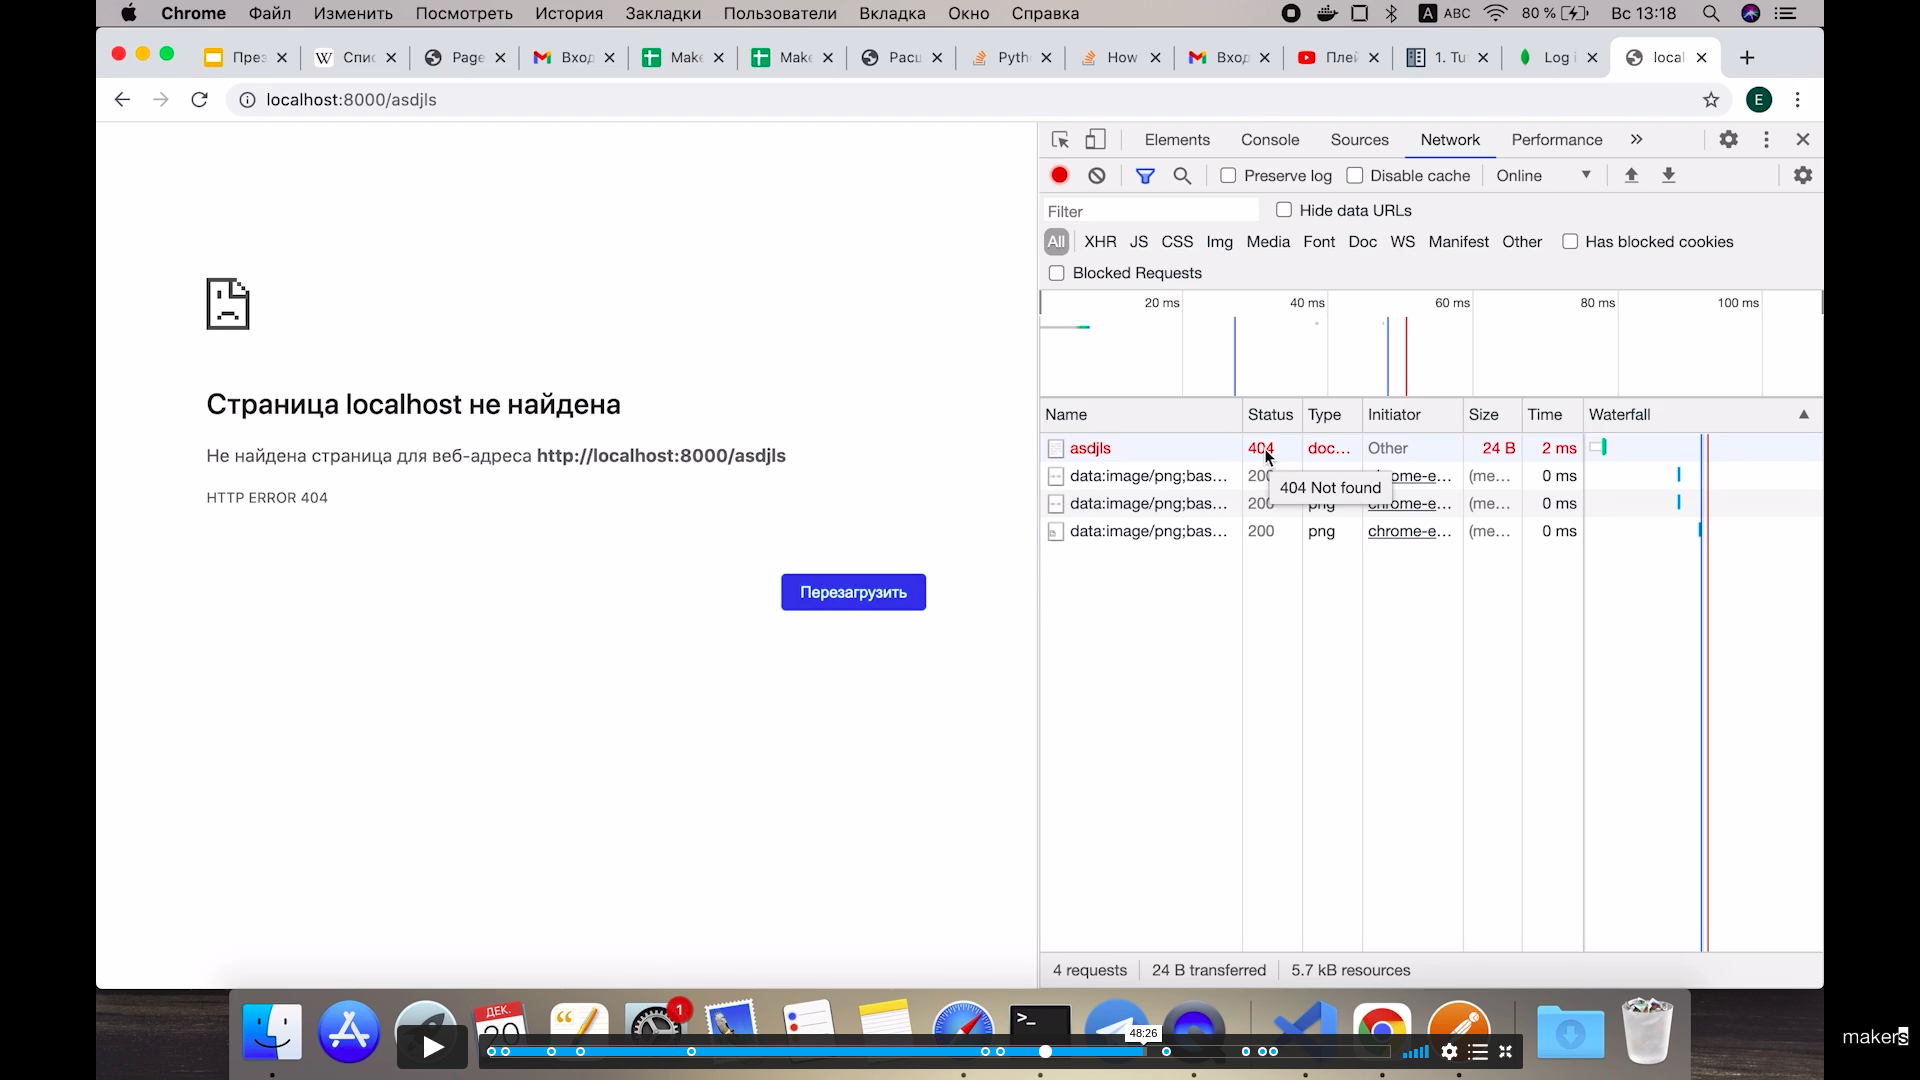 Chrome Файл Изменить Посмотреть История Закладки Пользователи Вкладка Окно Справка A ABC 80 % Вс 13:18
През Спис Page Вход Make Make Расш Pyth How Вход Плей 1. Tu Log i local
localhost:8000/asdjls E
Elements Console Sources Network Performance
Preserve log Disable cache Online
Filter Hide data URLs
All XHR JS CSS Img Media Font Doc WS Manifest Other Has blocked cookies
Blocked Requests
20 ms 40 ms 60 ms 80 ms 100 ms
Name Status Type Initiator Size Time Waterfall
asdjls 404 doc... Other 24 B 2 ms
data:image/png;bas... 200 chrome-e... (me... 0 ms
404 Not found
data:image/png;bas... 200 png chrome-e... (me... 0 ms
data:image/png;bas... 200 png chrome-e... (me... 0 ms
Страница localhost не найдена
Не найдена страница для веб-адреса http://localhost:8000/asdjls
HTTP ERROR 404
Перезагрузить
4 requests 24 B transferred 5.7 kB resources
ДЕК.
1
48:26
makers